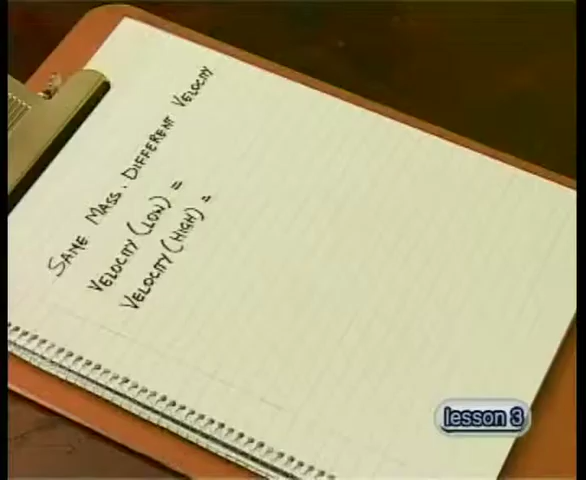 SAME MASS. DIFFERENT VELOCITY
VELOCITY (LOW) =
VELOCITY (HIGH) =
lesson 3